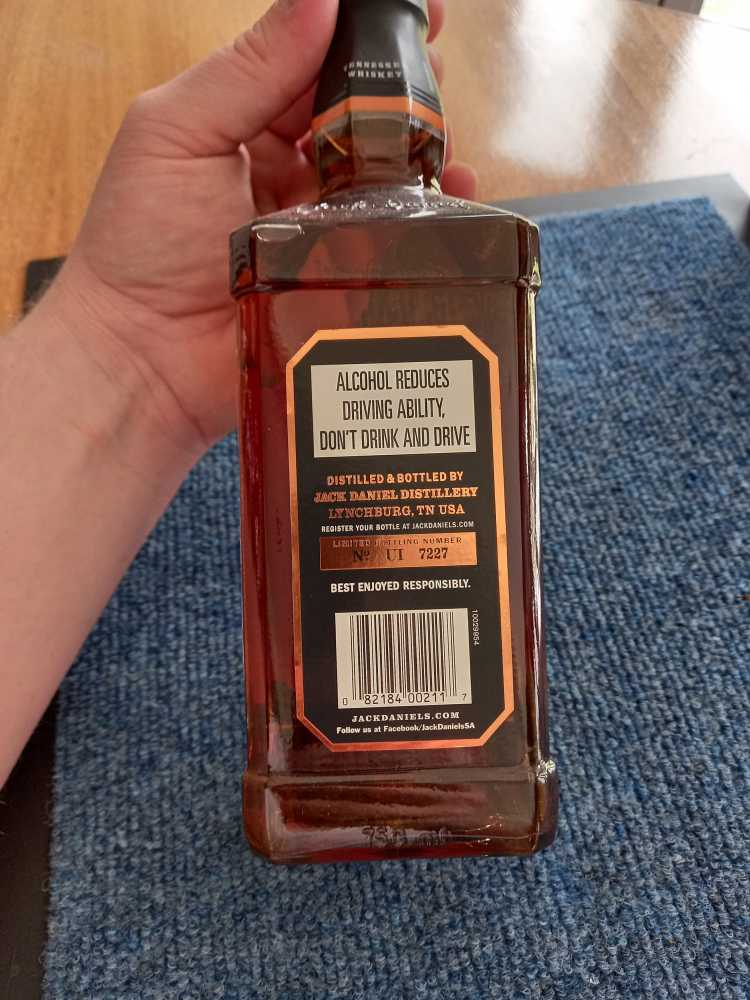 TENNESSEE
WHISKEY
ALCOHOL REDUCES
DRIVING ABILITY,
DON'T DRINK AND DRIVE
DISTILLED & BOTTLED BY
JACK DANIEL DISTILLERY
LYNCHBURG, TN USA
REGISTER YOUR BOTTLE AT JACKDANIELS.COM
LIMITED BOTTLING NUMBER
Nº UI 7227
BEST ENJOYED RESPONSIBLY.
10029954
0 82184 00211 7
JACKDANIELS.COM
Follow us at Facebook/JackDanielsSA